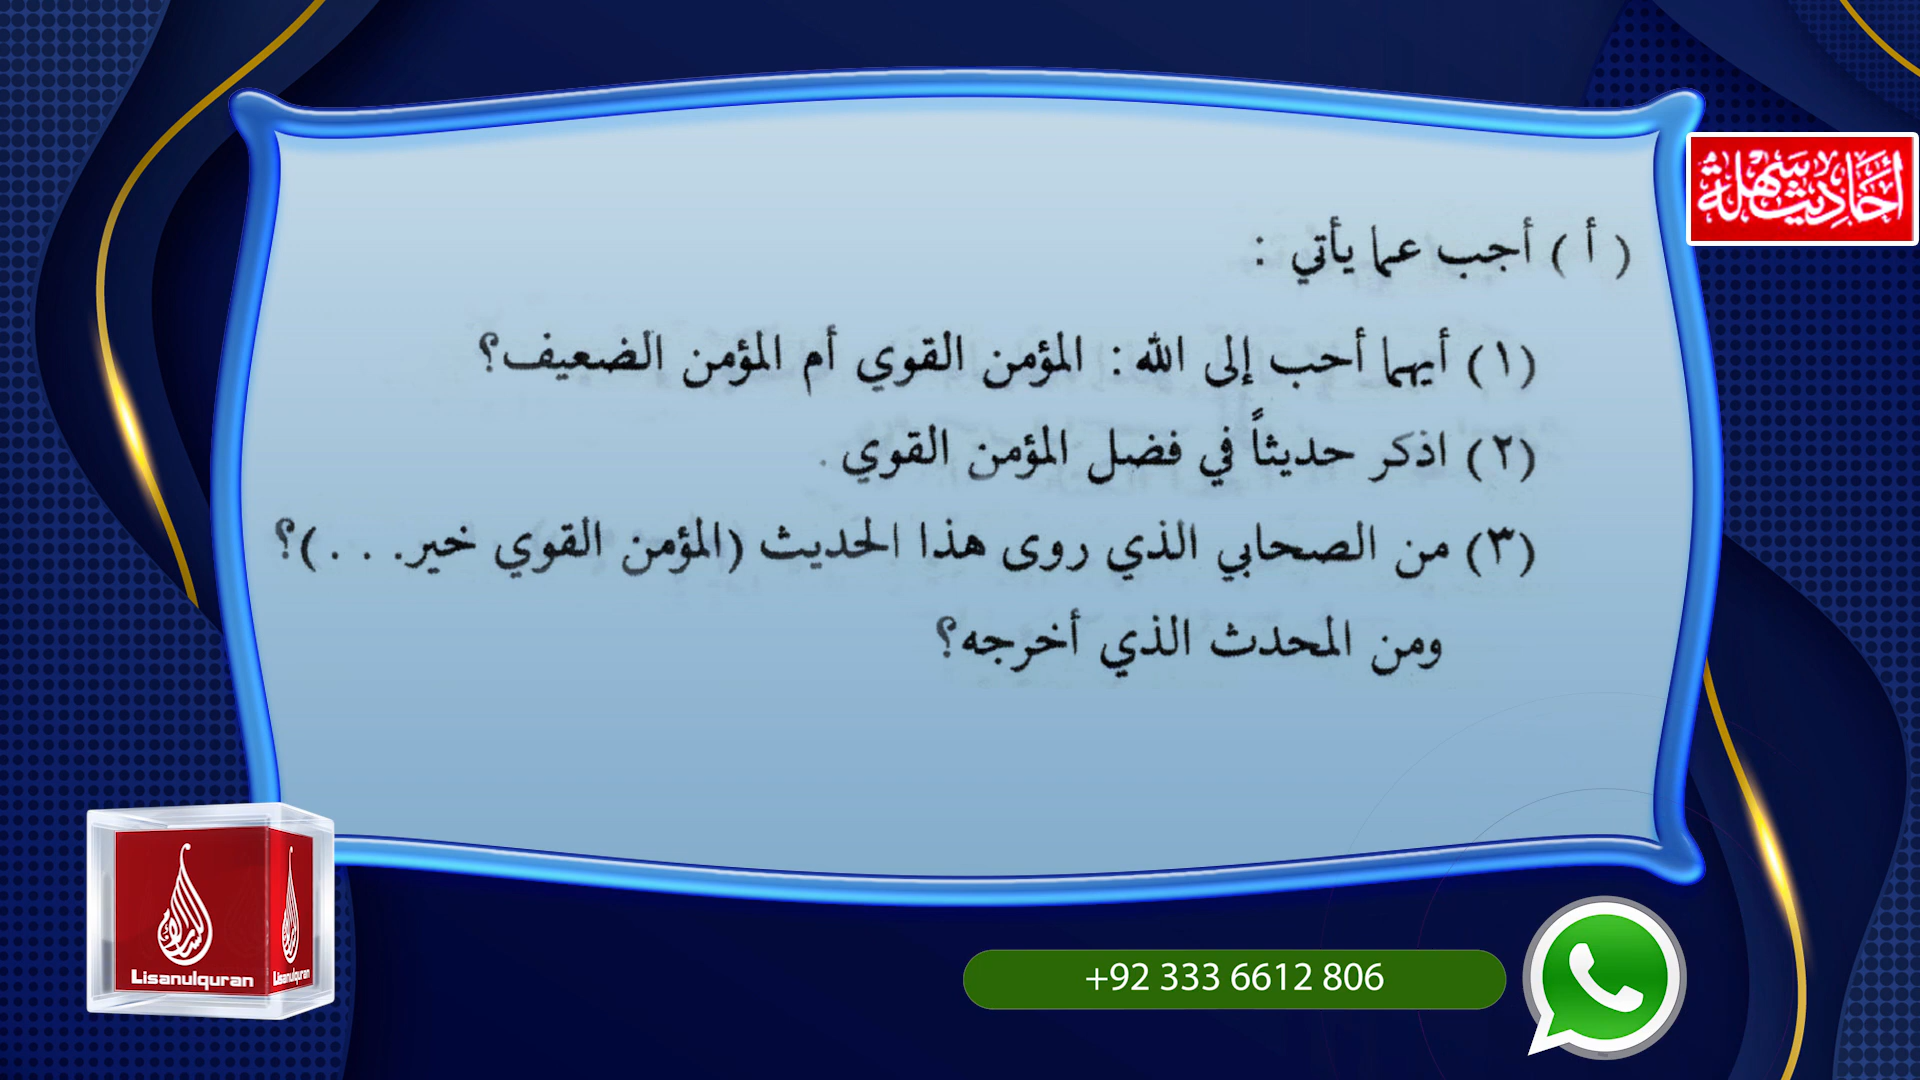 أحاديث سهلة
( أ ) أجب عما يأتي :
(١) أيهما أحب إلى الله : المؤمن القوي أم المؤمن الضعيف؟
(٢) اذكر حديثاً في فضل المؤمن القوي .
(٣) من الصحابي الذي روى هذا الحديث (المؤمن القوي خير. . .)؟
ومن المحدث الذي أخرجه؟
Lisanulquran
Lisanulquran
+92 333 6612 806